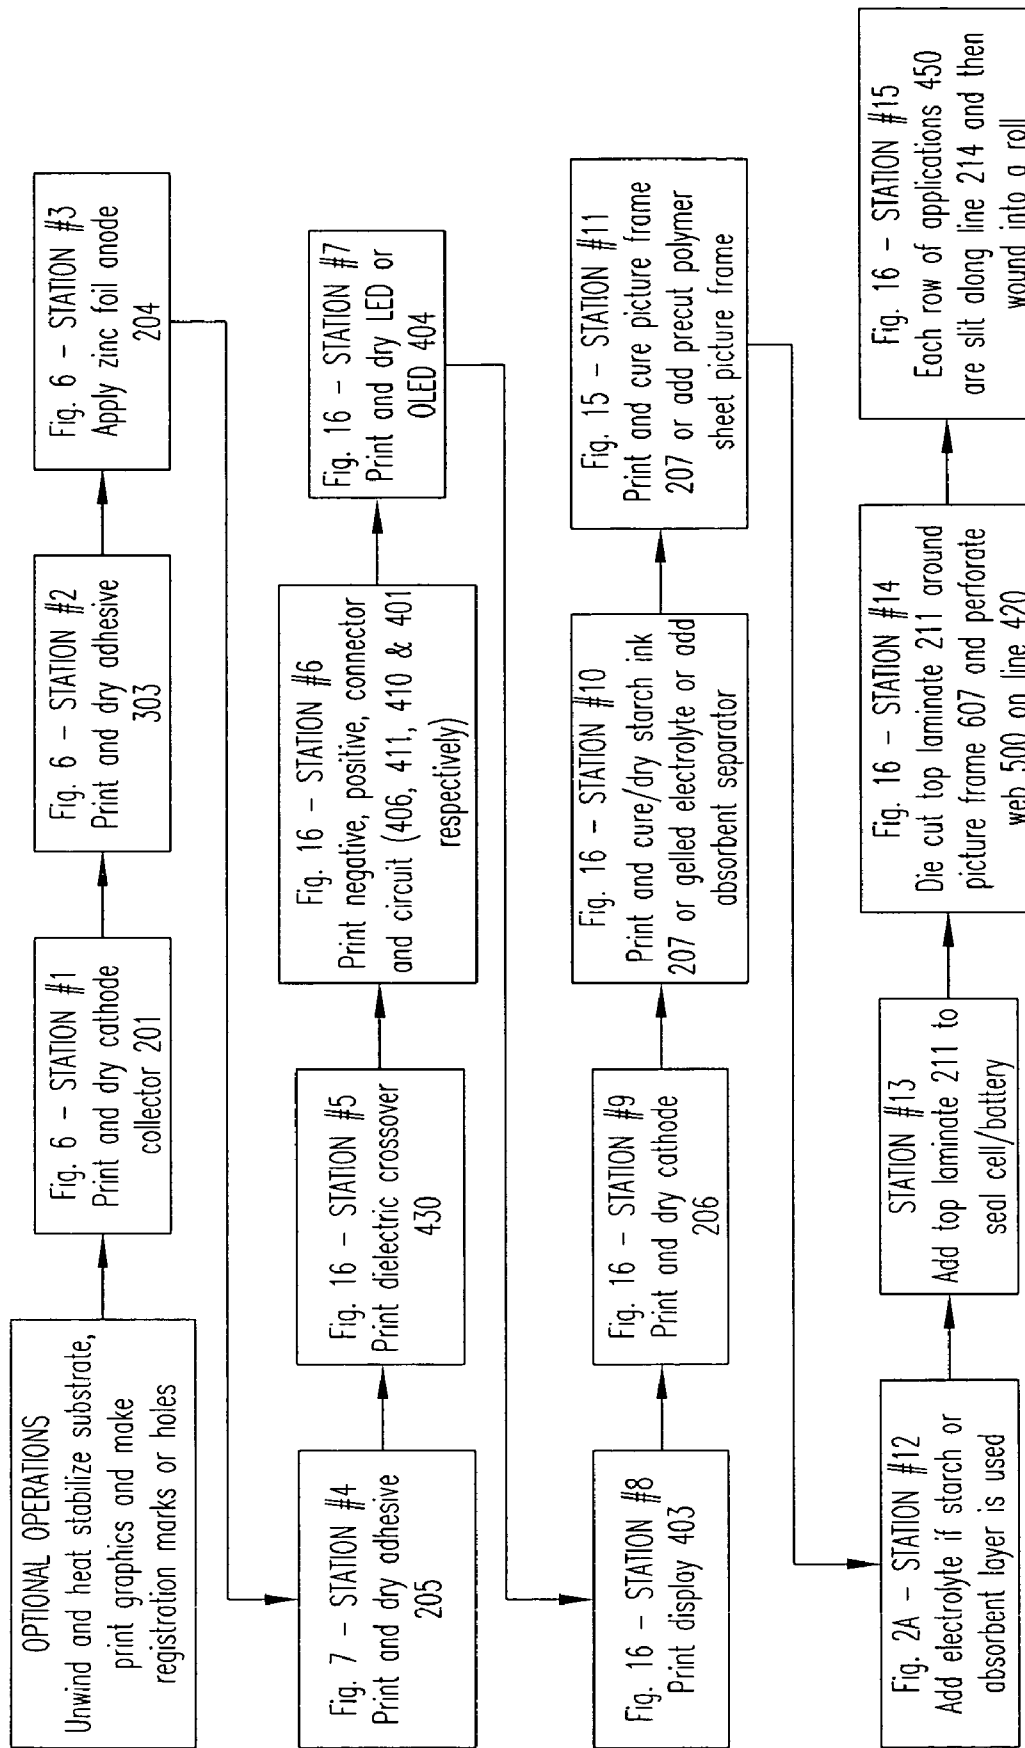 OPTIONAL OPERATIONS
Unwind and heat stabilize substrate,
print graphics and make
registration marks or holes
Fig. 6 – STATION #1
Print and dry cathode
collector 201
Fig. 6 – STATION #2
Print and dry adhesive
303
Fig. 6 – STATION #3
Apply zinc foil anode
204
Fig. 7 – STATION #4
Print and dry adhesive
205
Fig. 16 – STATION #5
Print dielectric crossover
430
Fig. 16 – STATION #6
Print negative, positive, connector
and circuit (406, 411, 410 & 401
respectively)
Fig. 16 – STATION #7
Print and dry LED or
OLED 404
Fig. 16 – STATION #8
Print display 403
Fig. 16 – STATION #9
Print and dry cathode
206
Fig. 16 – STATION #10
Print and cure/dry starch ink
207 or gelled electrolyte or add
absorbent separator
Fig. 15 – STATION #11
Print and cure picture frame
207 or add precut polymer
sheet picture frame
Fig. 2A – STATION #12
Add electrolyte if starch or
absorbent layer is used
STATION #13
Add top laminate 211 to
seal cell/battery
Fig. 16 – STATION #14
Die cut top laminate 211 around
picture frame 607 and perforate
web 500 on line 420
Fig. 16 – STATION #15
Each row of applications 450
are slit along line 214 and then
wound into a roll